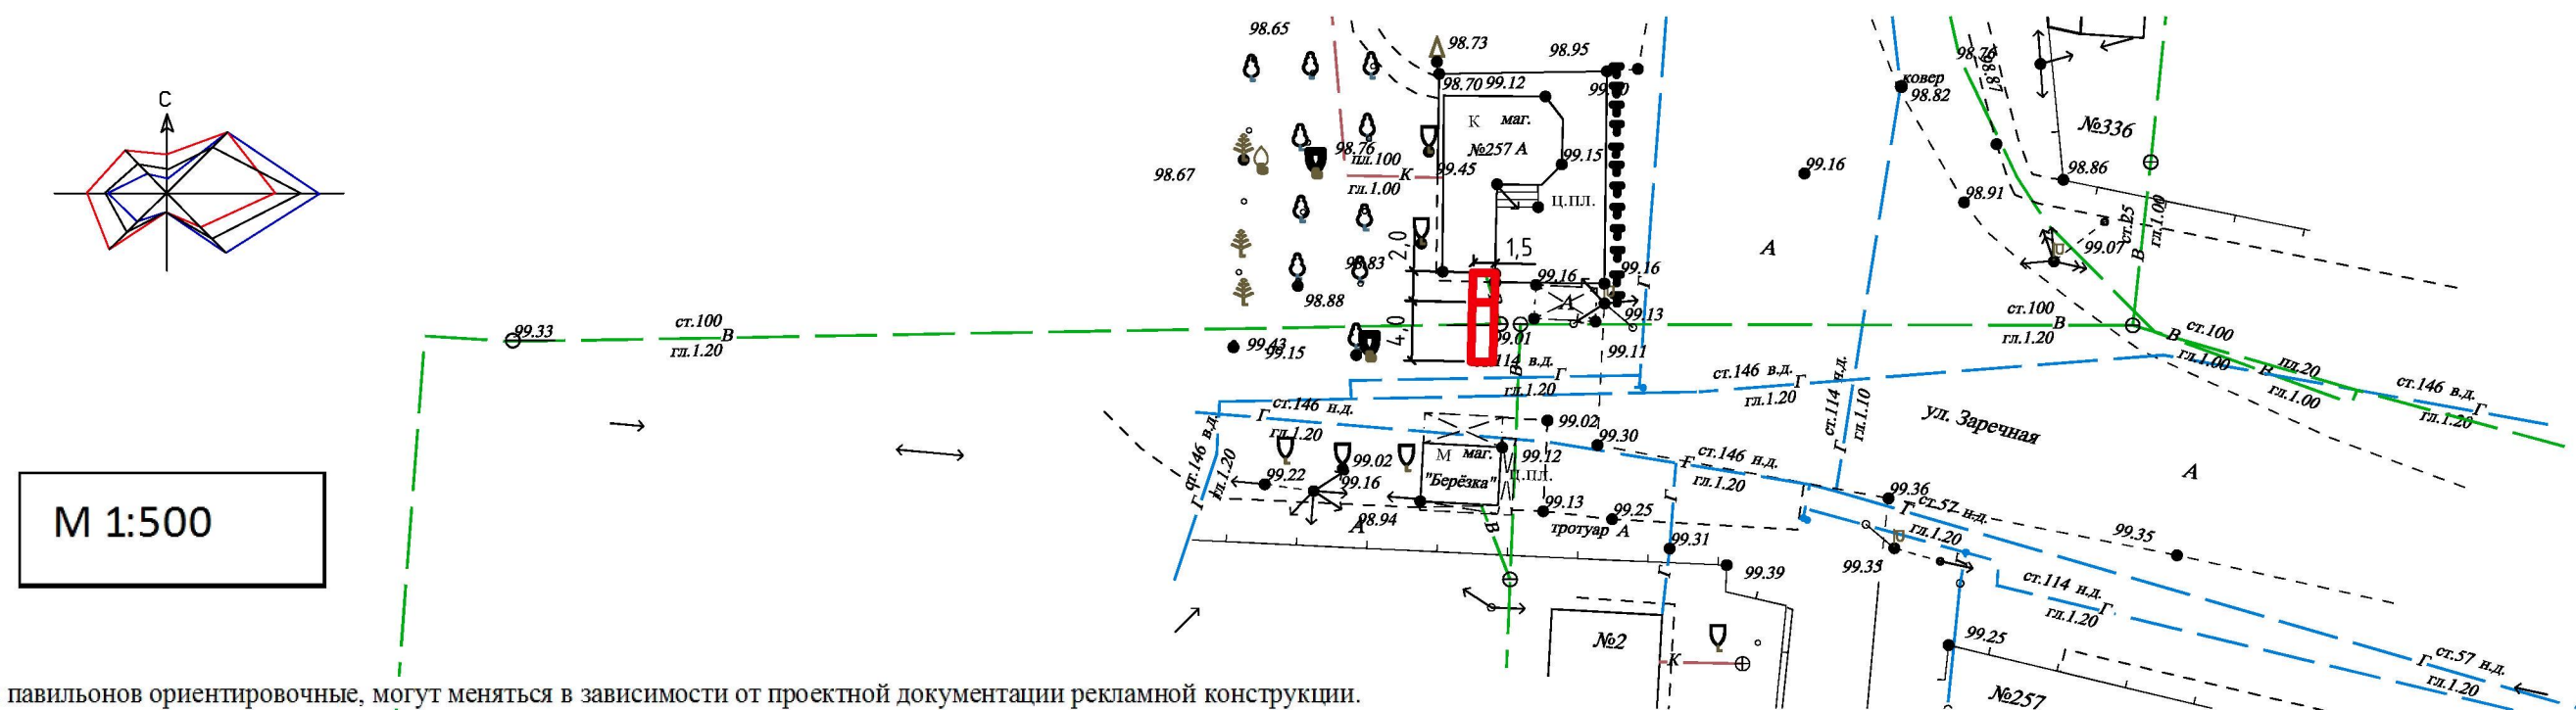 98.65
98.73
98.95
98.76
98.87
ковер
98.82
98.70 99.12
С
К маг.
№257 А
99.15
98.76
пл.100
К
гл.1.00
99.45
98.67
99.16
№336
98.86
98.91
ц.пл.
ст.25
гл.1.00
В
99.07
А
2,0
1,5
98.83
99.16
99.16
Г
98.88
А
99.13
4,0
99.33
ст.100
В
гл.1.20
99.43
99.15
99.01
99.11
ст.100
В
гл.1.20
ст.100
В
гл.1.00
пл.20
В
гл.1.00
114 в.д.
Г
гл.1.20
В
ст.146 в.д.
Г
гл.1.20
ст.114 н.д.
гл.1.10
Г
ст.146 в.д.
Г
гл.1.20
ул. Заречная
А
ст.146 н.д.
Г
гл.1.20
99.02
99.30
ст.146 в.д.
гл.1.20
Г
99.02
99.22
99.16
М маг.
"Берёзка"
99.12
ц.пл.
ст.146 н.д.
Г
гл.1.20
М 1:500
98.94
А
В
99.13
99.25
тротуар А
99.36
ст.57 н.д.
Г
гл.1.20
99.35
99.31
Г
Г
99.39
99.35
Г
ст.114 н.д.
Г
гл.1.20
№2
К
99.25
ст.57 н.д.
Г
гл.1.20
№257
павильонов ориентировочные, могут меняться в зависимости от проектной документации рекламной конструкции.